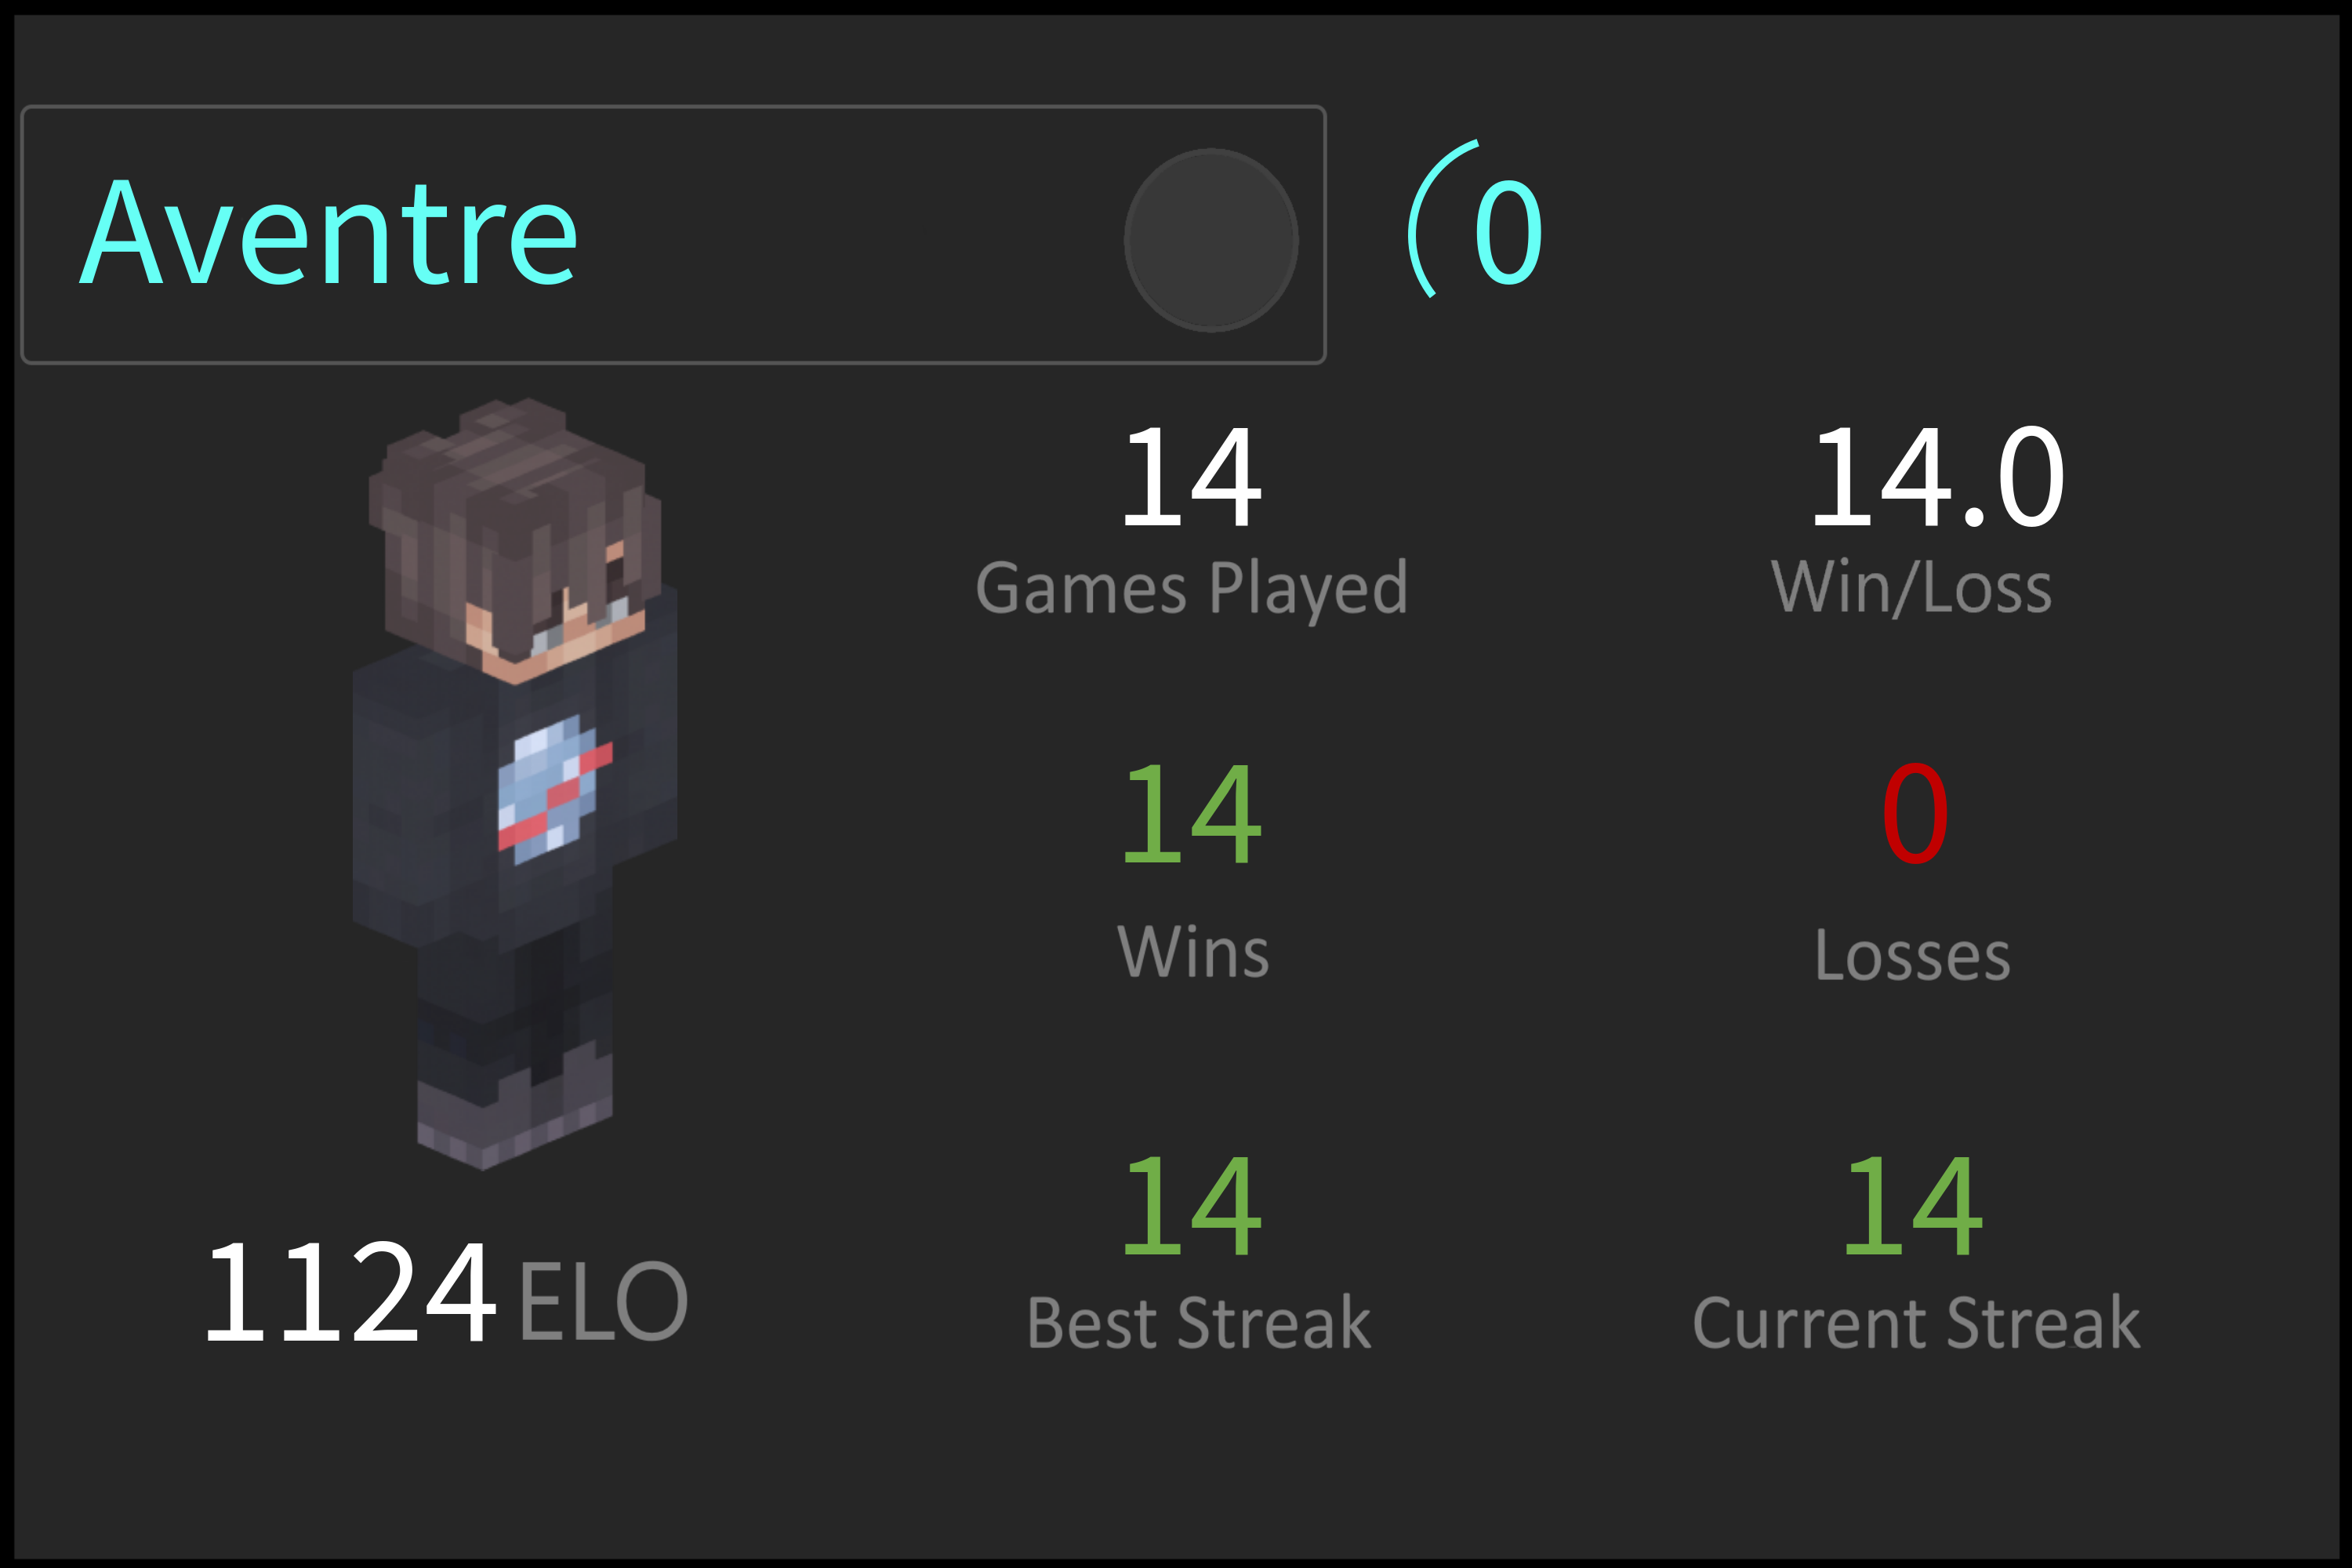 Aventre
0
14
14.0
Games Played
Win/Loss
14
0
Wins
Losses
14
14
1124 ELO
Best Streak
Current Streak